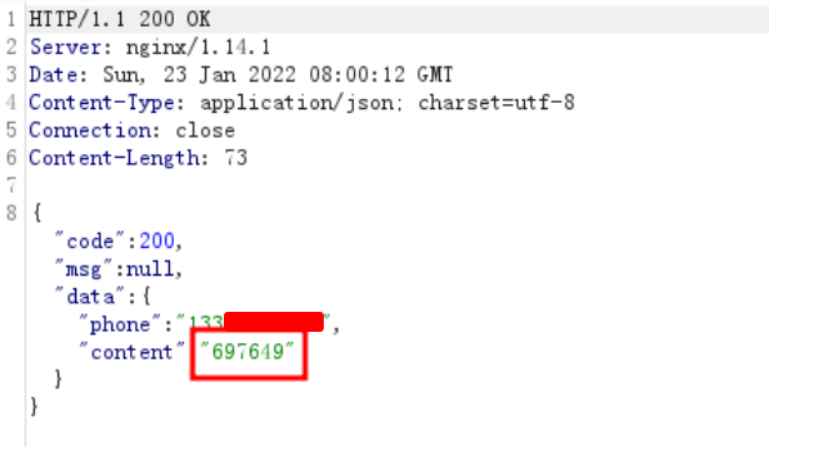 1 HTTP/1.1 200 OK
2 Server: nginx/1.14.1
3 Date: Sun, 23 Jan 2022 08:00:12 GMT
4 Content-Type: application/json; charset=utf-8
5 Connection: close
6 Content-Length: 73
7
8 {
"code":200,
"msg":null,
"data":{
"phone":"133",
"content" "697649"
}
}